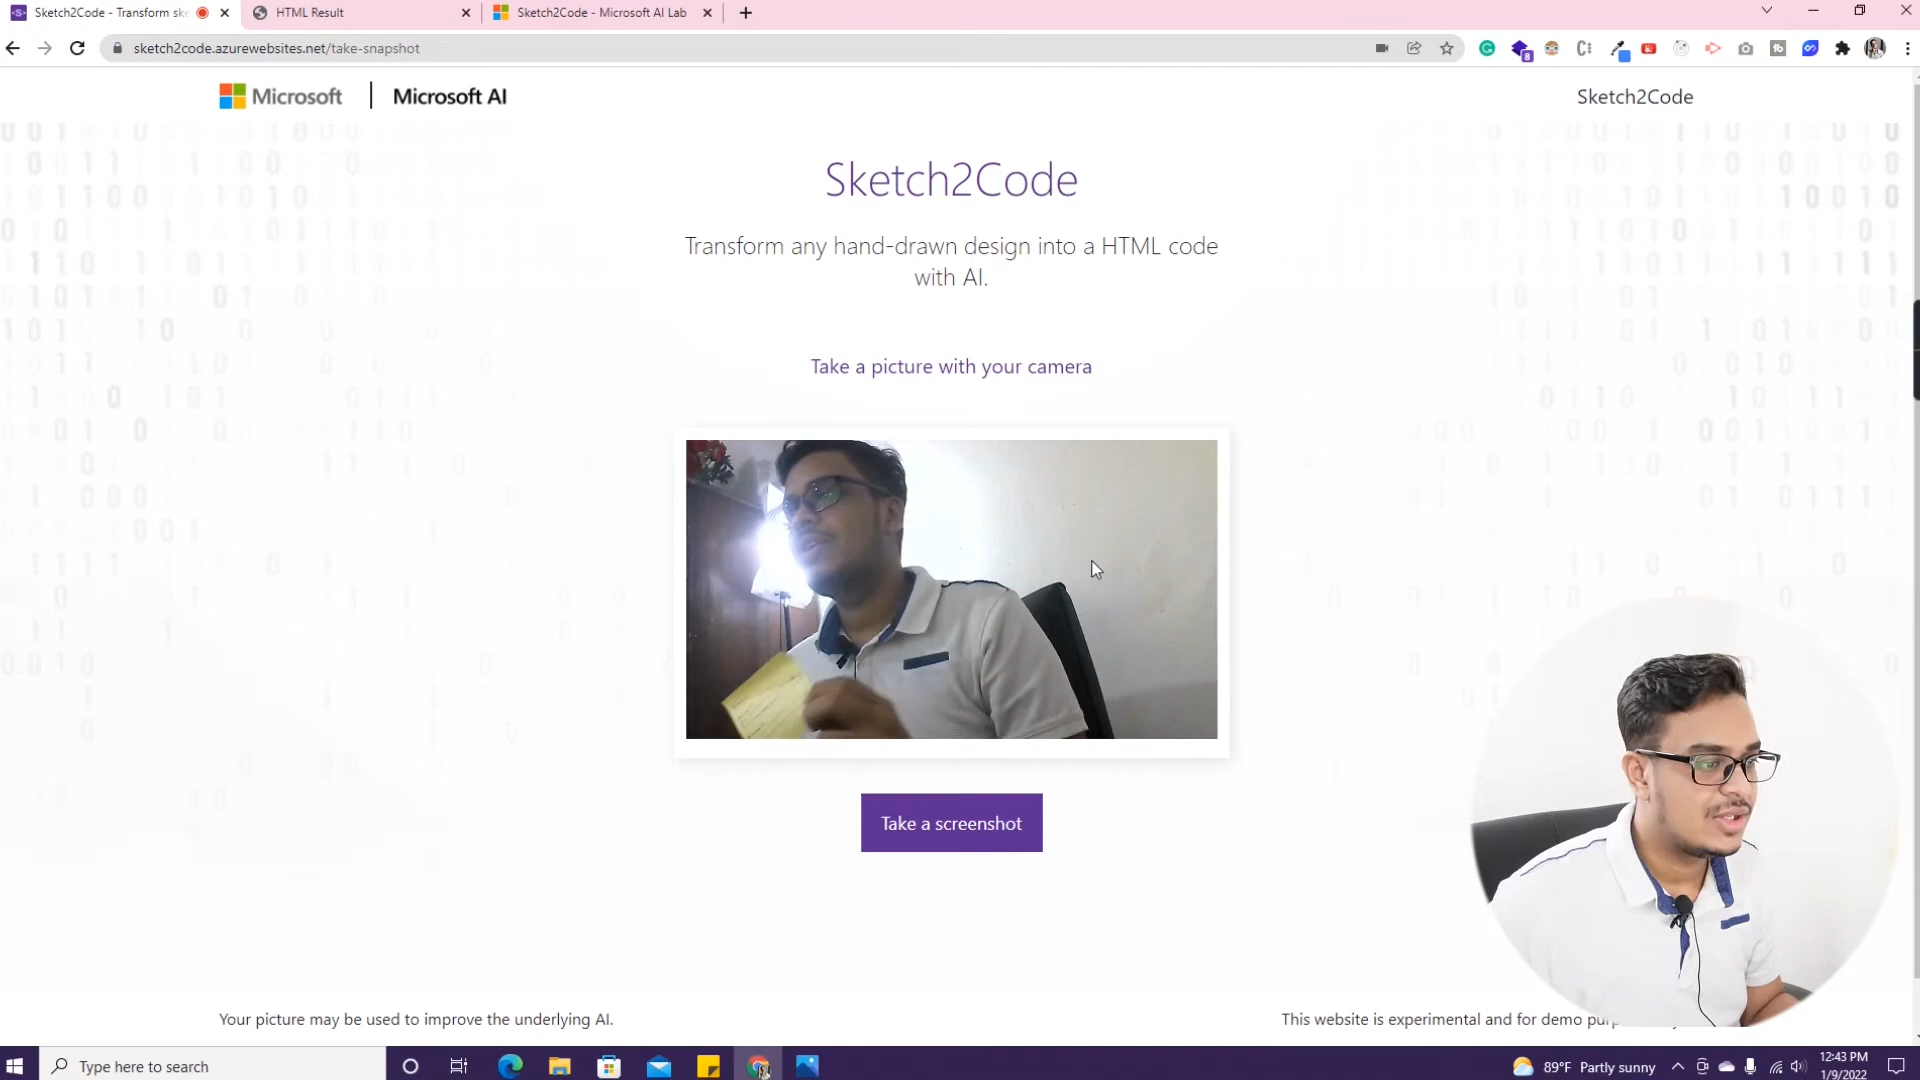 Sketch2Code - Transform ske
HTML Result
Sketch2Code - Microsoft AI Lab
sketch2code.azurewebsites.net/take-snapshot
8
Microsoft | Microsoft AI
Sketch2Code
Sketch2Code
Transform any hand-drawn design into a HTML code
with AI.
Take a picture with your camera
Take a screenshot
Your picture may be used to improve the underlying AI.
This website is experimental and for demo
Type here to search
89°F Partly sunny
12:43 PM
1/9/2022